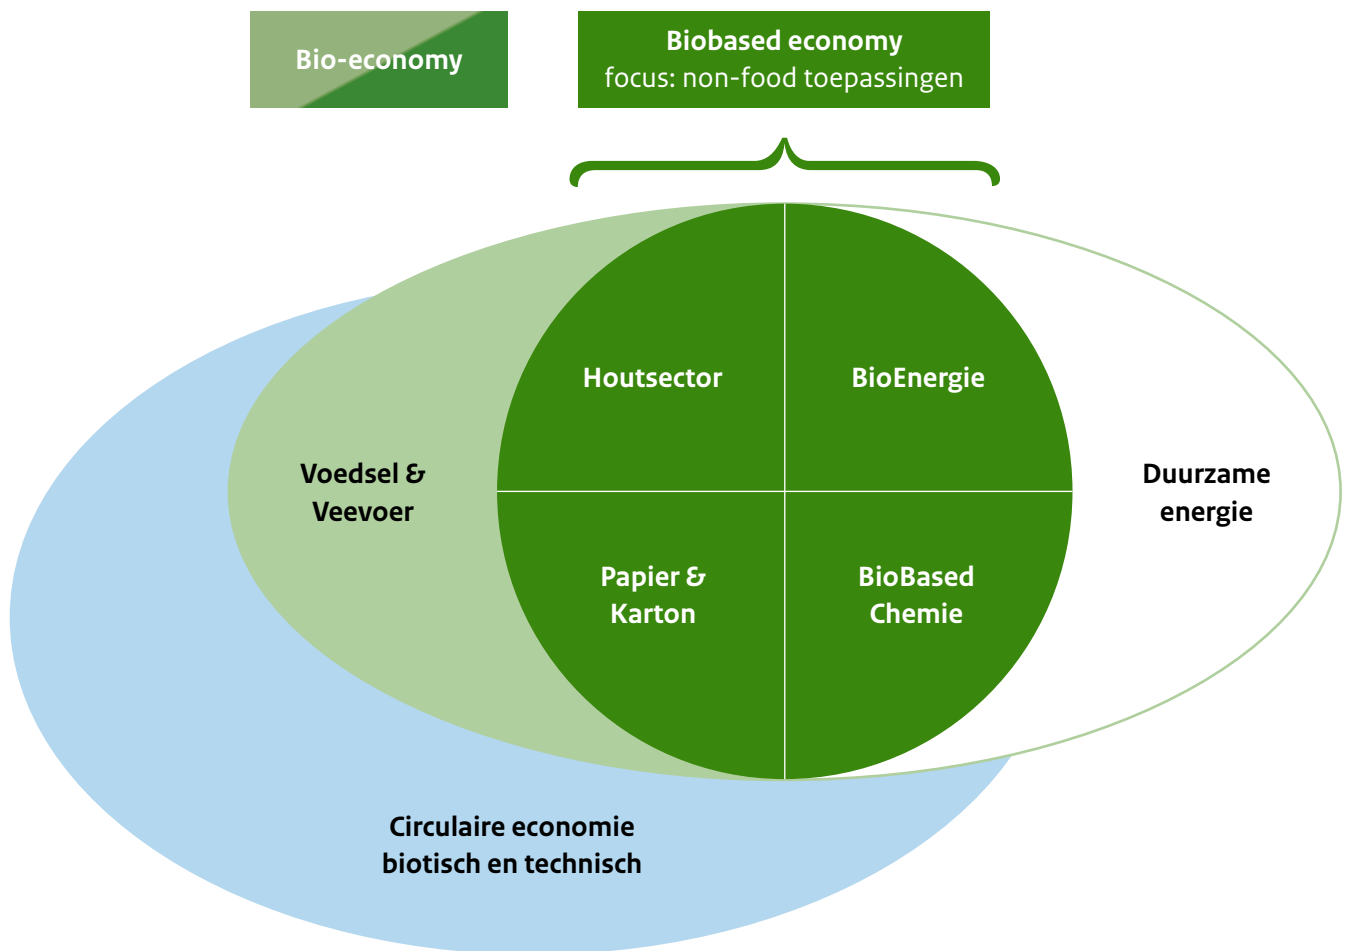 Bio-economy
Biobased economy
focus: non-food toepassingen
Houtsector
BioEnergie
Voedsel &
Veevoer
Duurzame
energie
Papier &
Karton
BioBased
Chemie
Circulaire economie
biotisch en technisch